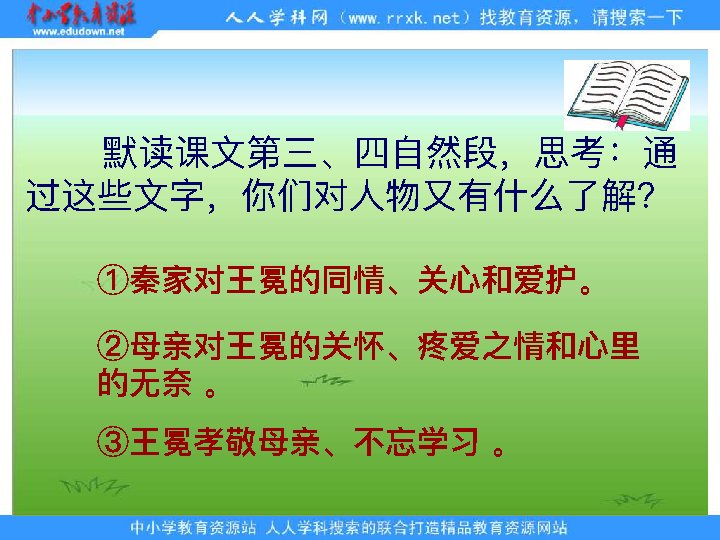 中小学教育资源
www.edudown.net
人人学科网（www.rrxk.net）找教育资源，请搜索一下
默读课文第三、四自然段，思考：通
过这些文字，你们对人物又有什么了解？
①秦家对王冕的同情、关心和爱护。
②母亲对王冕的关怀、疼爱之情和心里
的无奈 。
③王冕孝敬母亲、不忘学习 。
中小学教育资源站 人人学科搜索的联合打造精品教育资源网站